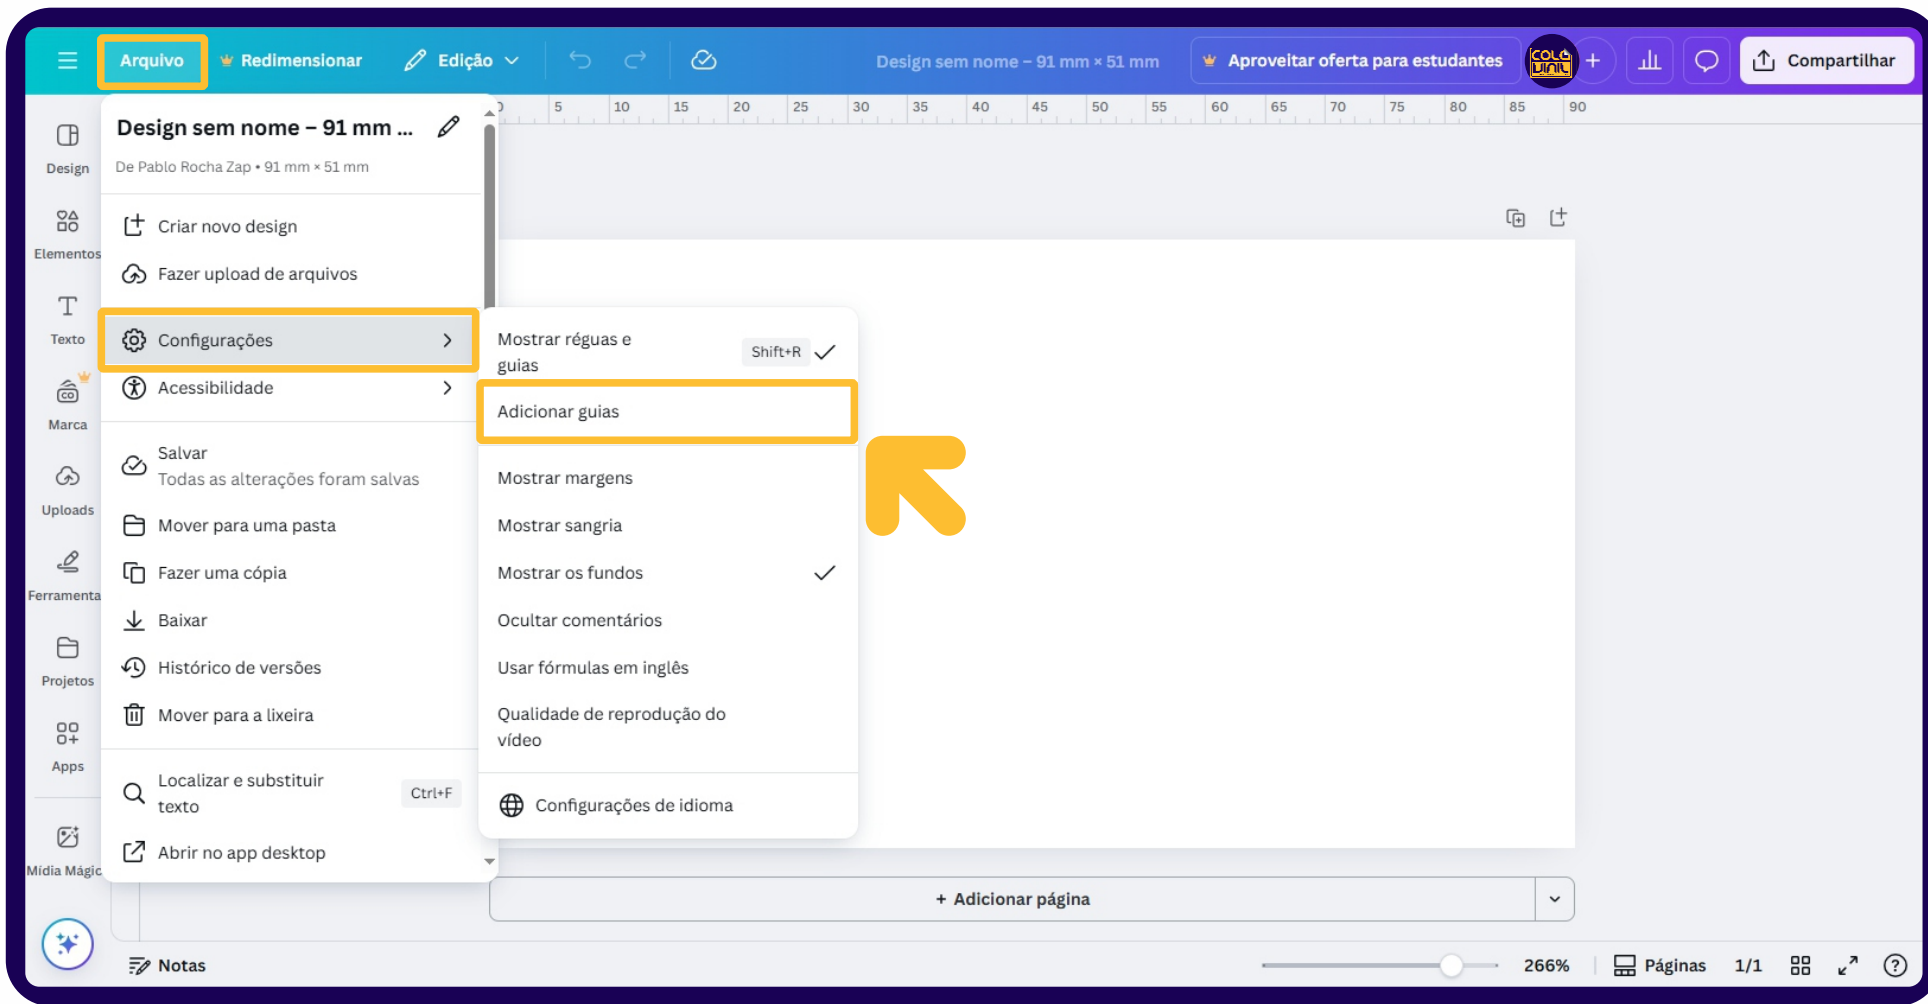 Arquivo
Redimensionar
Edição
Design sem nome – 91 mm × 51 mm
Aproveitar oferta para estudantes
COLA
VINIL
Compartilhar
0 5 10 15 20 25 30 35 40 45 50 55 60 65 70 75 80 85 90
Design
Elementos
Texto
Marca
Uploads
Ferramenta
Projetos
Apps
Mídia Mágic
Design sem nome – 91 mm ...
De Pablo Rocha Zap • 91 mm × 51 mm
Criar novo design
Fazer upload de arquivos
Configurações
Acessibilidade
Salvar
Todas as alterações foram salvas
Mover para uma pasta
Fazer uma cópia
Baixar
Histórico de versões
Mover para a lixeira
Localizar e substituir
texto
Ctrl+F
Abrir no app desktop
Mostrar réguas e
guias
Shift+R
Adicionar guias
Mostrar margens
Mostrar sangria
Mostrar os fundos
Ocultar comentários
Usar fórmulas em inglês
Qualidade de reprodução do
vídeo
Configurações de idioma
+ Adicionar página
Notas
266%
Páginas
1/1